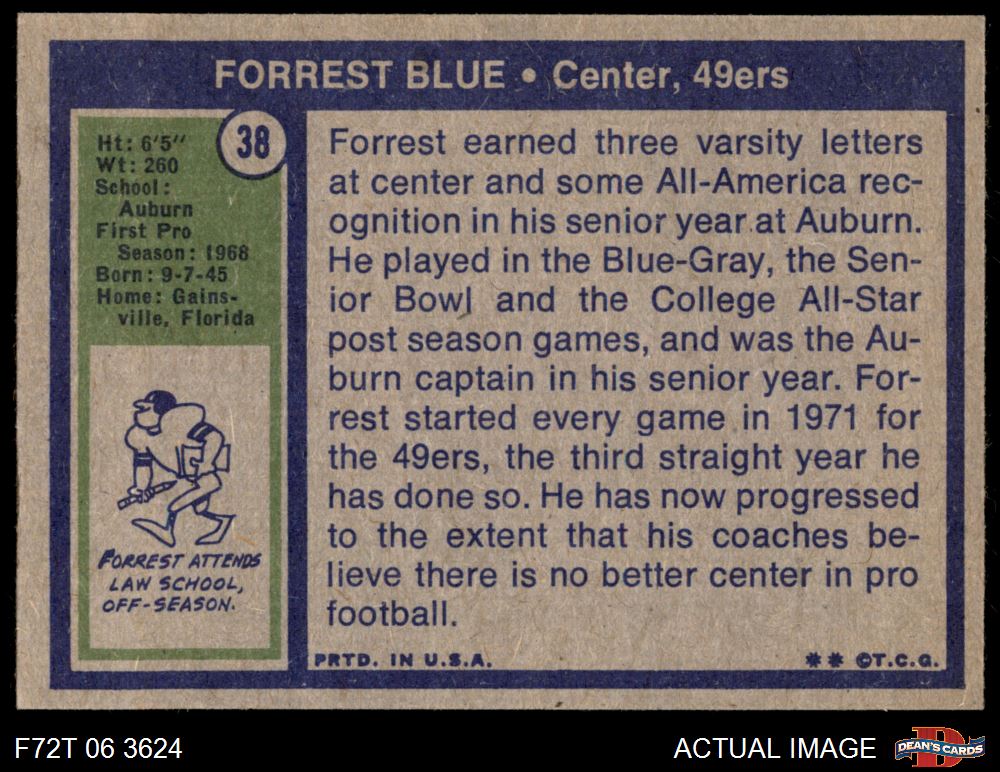 FORREST BLUE • Center, 49ers
38
Ht: 6'5"
Wt: 260
School:
Auburn
First Pro
Season: 1968
Born: 9-7-45
Home: Gains-
ville, Florida
FORREST ATTENDS
LAW SCHOOL,
OFF-SEASON.
Forrest earned three varsity letters
at center and some All-America rec-
ognition in his senior year at Auburn.
He played in the Blue-Gray, the Sen-
ior Bowl and the College All-Star
post season games, and was the Au-
burn captain in his senior year. For-
rest started every game in 1971 for
the 49ers, the third straight year he
has done so. He has now progressed
to the extent that his coaches be-
lieve there is no better center in pro
football.
PRTD. IN U.S.A.
** ©T.C.G.
F72T 06 3624
ACTUAL IMAGE
D
DEAN'S CARDS